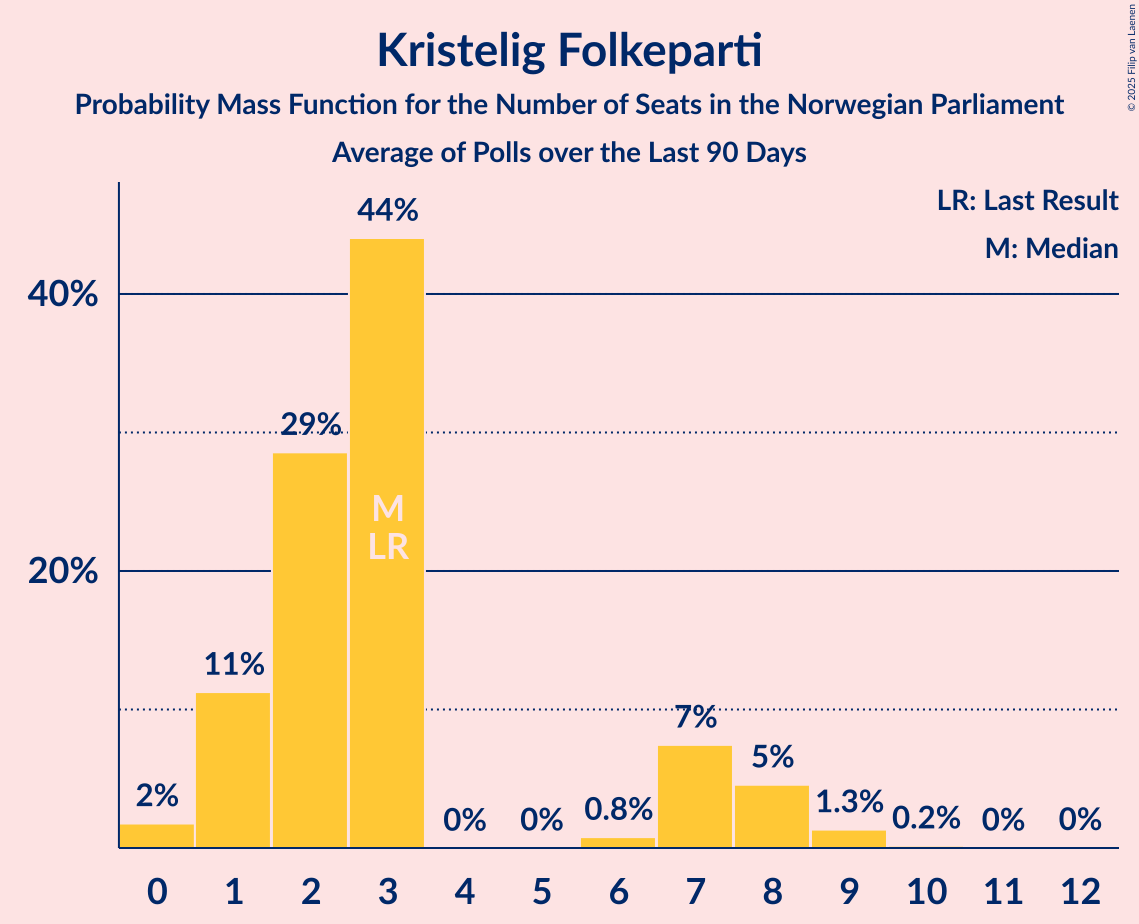 Kristelig Folkeparti
Probability Mass Function for the Number of Seats in the Norwegian Parliament
Average of Polls over the Last 90 Days
© 2025 Filip van Laenen
LR: Last Result
M: Median
44%
40%
29%
M
LR
20%
11%
7%
5%
2%
0%
0%
0.8%
1.3%
0.2%
0%
0%
0 1 2 3 4 5 6 7 8 9 10 11 12